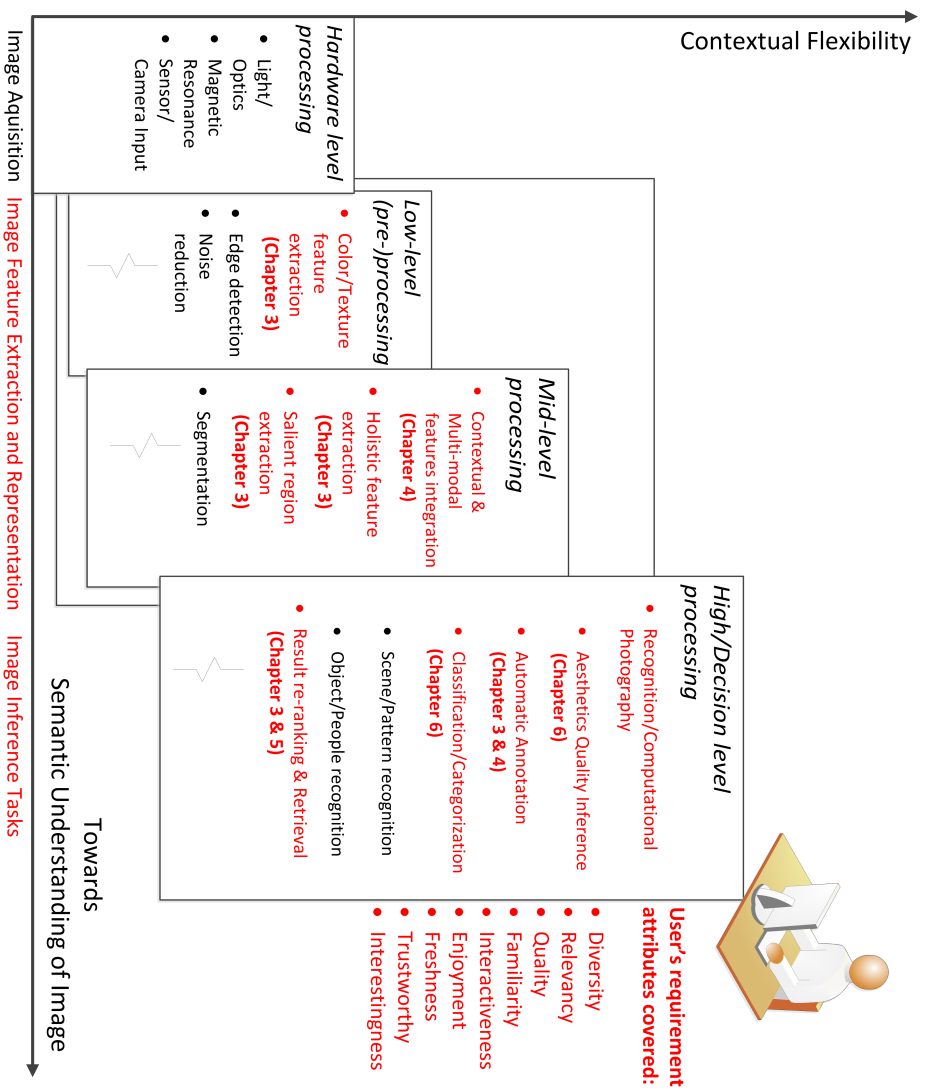 Contextual Flexibility
Hardware level
processing
• Light/
Optics
• Magnetic
Resonance
• Sensor/
Camera Input
Low-level
(pre-)processing
• Color/Texture
feature
extraction
(Chapter 3)
• Edge detection
• Noise
reduction
Mid-level
processing
• Contextual &
Multi-modal
features integration
(Chapter 4)
• Holistic feature
extraction
(Chapter 3)
• Salient region
extraction
(Chapter 3)
• Segmentation
High/Decision level
processing
• Recognition/Computational
Photography
• Aesthetics Quality Inference
(Chapter 6)
• Automatic Annotation
(Chapter 3 & 4)
• Classification/Categorization
(Chapter 6)
• Scene/Pattern recognition
• Object/People recognition
• Result re-ranking & Retrieval
(Chapter 3 & 5)
User's requirement
attributes covered:
• Diversity
• Relevancy
• Quality
• Familiarity
• Interactiveness
• Enjoyment
• Freshness
• Trustworthy
• Interestingness
Towards
Semantic Understanding of Image
Image Aquisition
Image Feature Extraction and Representation
Image Inference Tasks